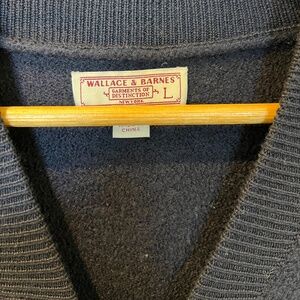 WALLACE & BARNES
GARMENTS OF
DISTINCTION
L
NEW YORK
CHINA